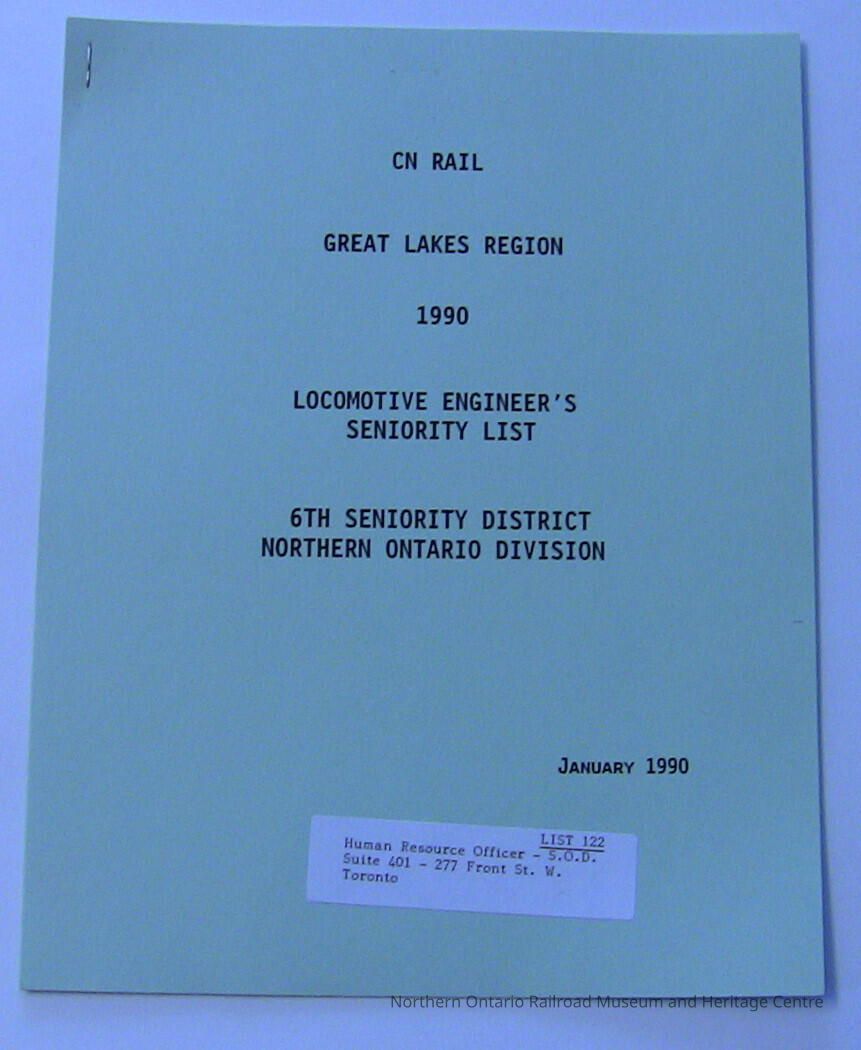 CN RAIL
GREAT LAKES REGION
1990
LOCOMOTIVE ENGINEER'S
SENIORITY LIST
6TH SENIORITY DISTRICT
NORTHERN ONTARIO DIVISION
JANUARY 1990
LIST 122
Human Resource Officer - S.O.D.
Suite 401 - 277 Front St. W.
Toronto
Northern Ontario Railroad Museum and Heritage Centre